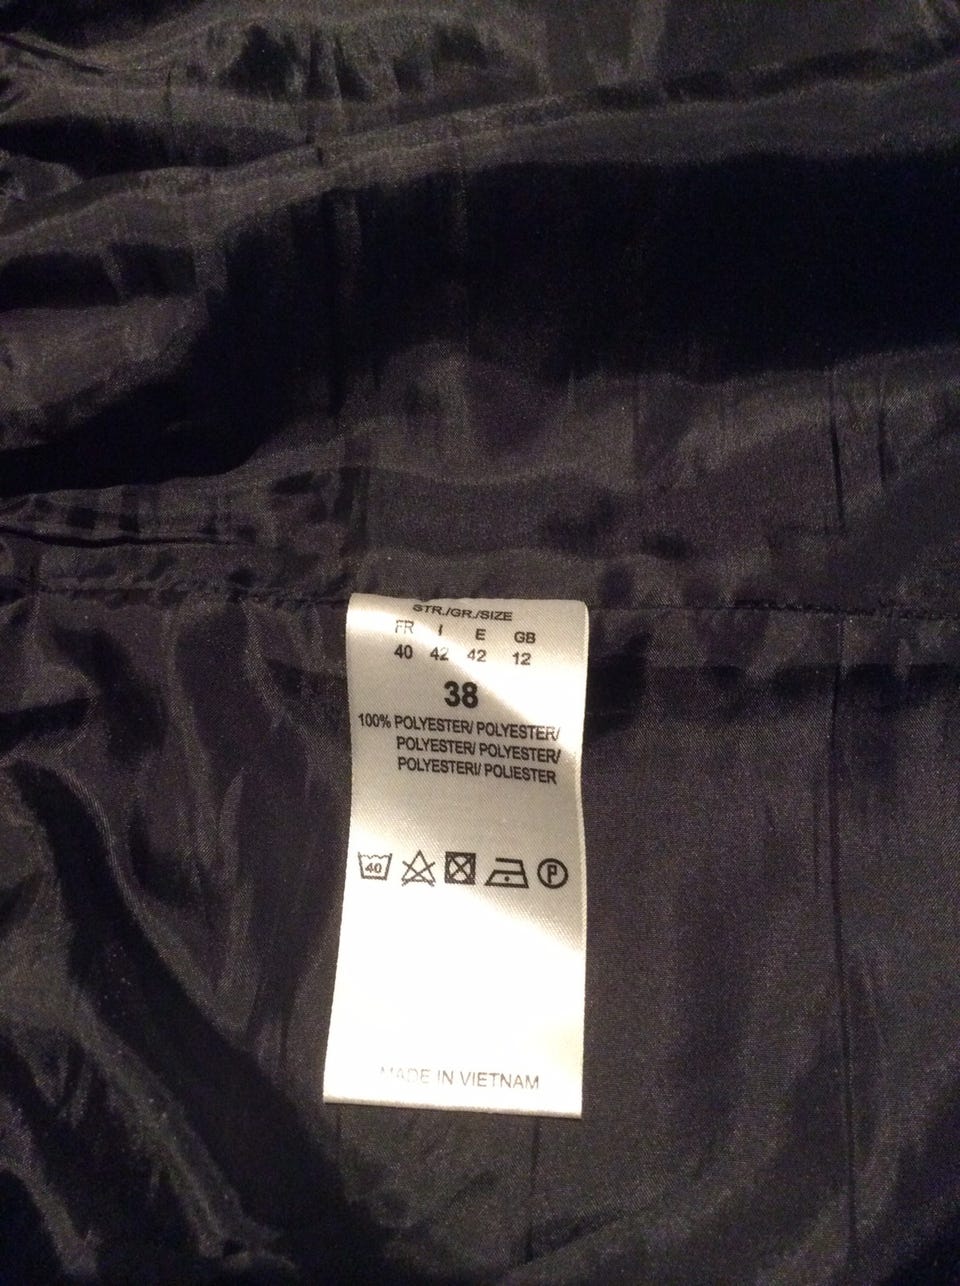 STR./GR./SIZE
FR I E GB
40 42 42 12
38
100% POLYESTER/ POLYESTER/
POLYESTER/ POLYESTER/
POLYESTERI/ POLIESTER
40 P
MADE IN VIETNAM